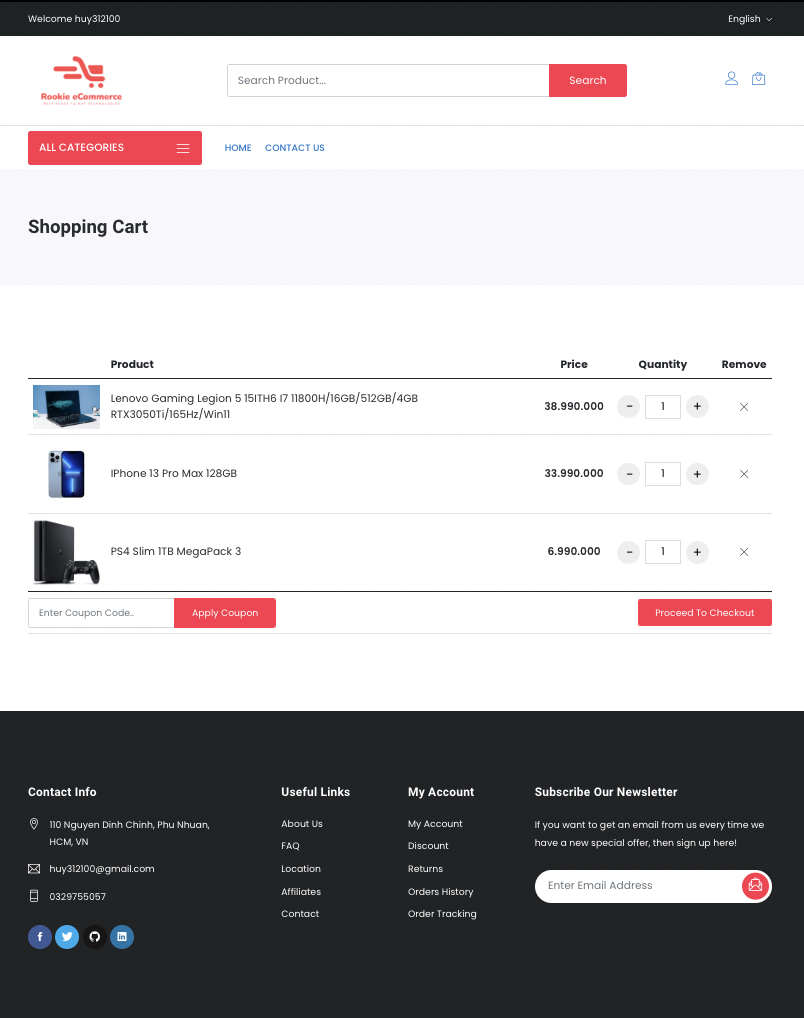 Welcome huy312100
English
Rookie eCommerce
Search Product...
Search
ALL CATEGORIES
HOME
CONTACT US
Shopping Cart
Product
Price
Quantity
Remove
Lenovo Gaming Legion 5 15ITH6 I7 11800H/16GB/512GB/4GB
RTX3050Ti/165Hz/Win11
38.990.000
-
1
+
IPhone 13 Pro Max 128GB
33.990.000
-
1
+
PS4 Slim 1TB MegaPack 3
6.990.000
-
1
+
Enter Coupon Code..
Apply Coupon
Proceed To Checkout
Contact Info
110 Nguyen Dinh Chinh, Phu Nhuan,
HCM, VN
huy312100@gmail.com
0329755057
Useful Links
About Us
FAQ
Location
Affiliates
Contact
My Account
My Account
Discount
Returns
Orders History
Order Tracking
Subscribe Our Newsletter
If you want to get an email from us every time we
have a new special offer, then sign up here!
Enter Email Address